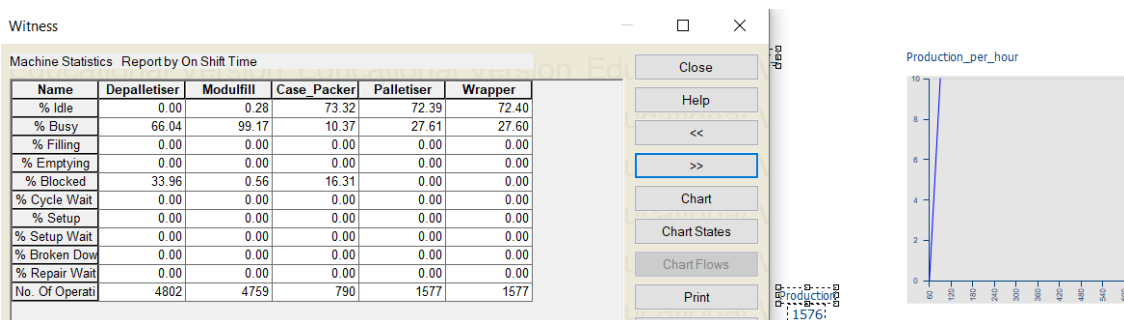 Witness
Machine Statistics Report by On Shift Time
Name Depalletiser Modulfill Case_Packer Palletiser Wrapper
% Idle 0.00 0.28 73.32 72.39 72.40
% Busy 66.04 99.17 10.37 27.61 27.60
% Filling 0.00 0.00 0.00 0.00 0.00
% Emptying 0.00 0.00 0.00 0.00 0.00
% Blocked 33.96 0.56 16.31 0.00 0.00
% Cycle Wait 0.00 0.00 0.00 0.00 0.00
% Setup 0.00 0.00 0.00 0.00 0.00
% Setup Wait 0.00 0.00 0.00 0.00 0.00
% Broken Dow 0.00 0.00 0.00 0.00 0.00
% Repair Wait 0.00 0.00 0.00 0.00 0.00
No. Of Operati 4802 4759 790 1577 1577
Close
Help
<<
>>
Chart
Chart States
Chart Flows
Print
Production
1576
Production_per_hour
10
8
6
4
2
0
60 120 180 240 300 360 420 480 540 600